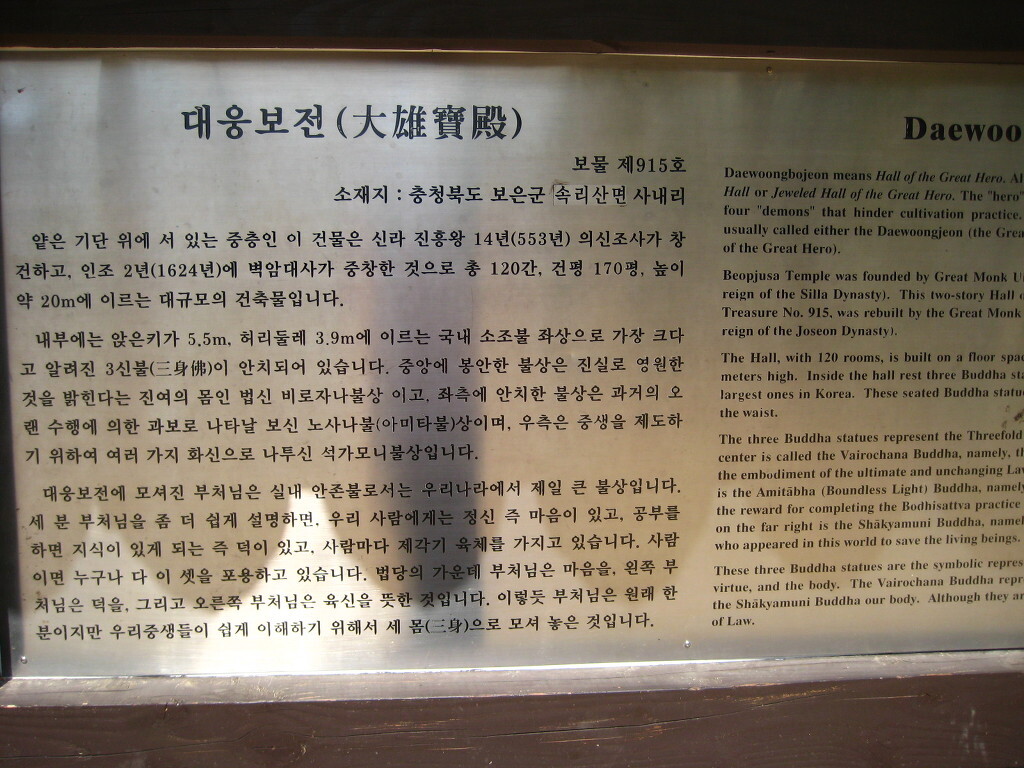 대웅보전(大雄寶殿)
보물 제915호
소재지 : 충청북도 보은군 속리산면 사내리
얕은 기단 위에 서 있는 중층인 이 건물은 신라 진흥왕 14년(553년) 의신조사가 창
건하고, 인조 2년(1624년)에 벽암대사가 중창한 것으로 총 120간, 건평 170평, 높이
약 20m에 이르는 대규모의 건축물입니다.
내부에는 앉은키가 5.5m, 허리둘레 3.9m에 이르는 국내 소조불 좌상으로 가장 크다
고 알려진 3신불(三身佛)이 안치되어 있습니다. 중앙에 봉안한 불상은 진실로 영원한
것을 밝힌다는 진여의 몸인 법신 비로자나불상 이고, 좌측에 안치한 불상은 과거의 오
랜 수행에 의한 과보로 나타날 보신 노사나불(아미타불)상이며, 우측은 중생을 제도하
기 위하여 여러 가지 화신으로 나투신 석가모니불상입니다.
대웅보전에 모셔진 부처님은 실내 안존불로서는 우리나라에서 제일 큰 불상입니다.
세 분 부처님을 좀 더 쉽게 설명하면, 우리 사람에게는 정신 즉 마음이 있고, 공부를
하면 지식이 있게 되는 즉 덕이 있고, 사람마다 제각기 육체를 가지고 있습니다. 사람
이면 누구나 다 이 셋을 포용하고 있습니다. 법당의 가운데 부처님은 마음을, 왼쪽 부
처님은 덕을, 그리고 오른쪽 부처님은 육신을 뜻한 것입니다. 이렇듯 부처님은 원래 한
분이지만 우리중생들이 쉽게 이해하기 위해서 세 몸(三身)으로 모셔 놓은 것입니다.
Daewoo
Daewoongbojeon means Hall of the Great Hero. Al
Hall or Jeweled Hall of the Great Hero. The "hero"
four "demons" that hinder cultivation practice.
usually called either the Daewoongjeon (the Grea
of the Great Hero).
Beopjusa Temple was founded by Great Monk U
reign of the Silla Dynasty). This two-story Hall
Treasure No. 915, was rebuilt by the Great Monk
reign of the Joseon Dynasty).
The Hall, with 120 rooms, is built on a floor spac
meters high. Inside the hall rest three Buddha sta
largest ones in Korea. These seated Buddha statue
the waist.
The three Buddha statues represent the Threefold
center is called the Vairochana Buddha, namely, th
the embodiment of the ultimate and unchanging Law
is the Amitābha (Boundless Light) Buddha, namely
the reward for completing the Bodhisattva practice
on the far right is the Shākyamuni Buddha, namel
who appeared in this world to save the living beings.
These three Buddha statues are the symbolic repres
virtue, and the body. The Vairochana Buddha repr
the Shākyamuni Buddha our body. Although they ar
of Law.